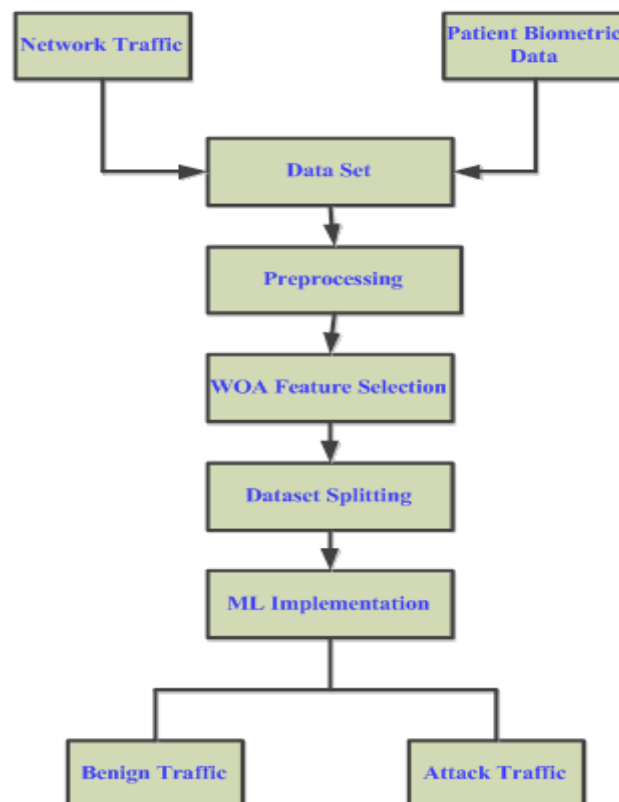 Network Traffic
Patient Biometric
Data
Data Set
Preprocessing
WOA Feature Selection
Dataset Splitting
ML Implementation
Benign Traffic
Attack Traffic